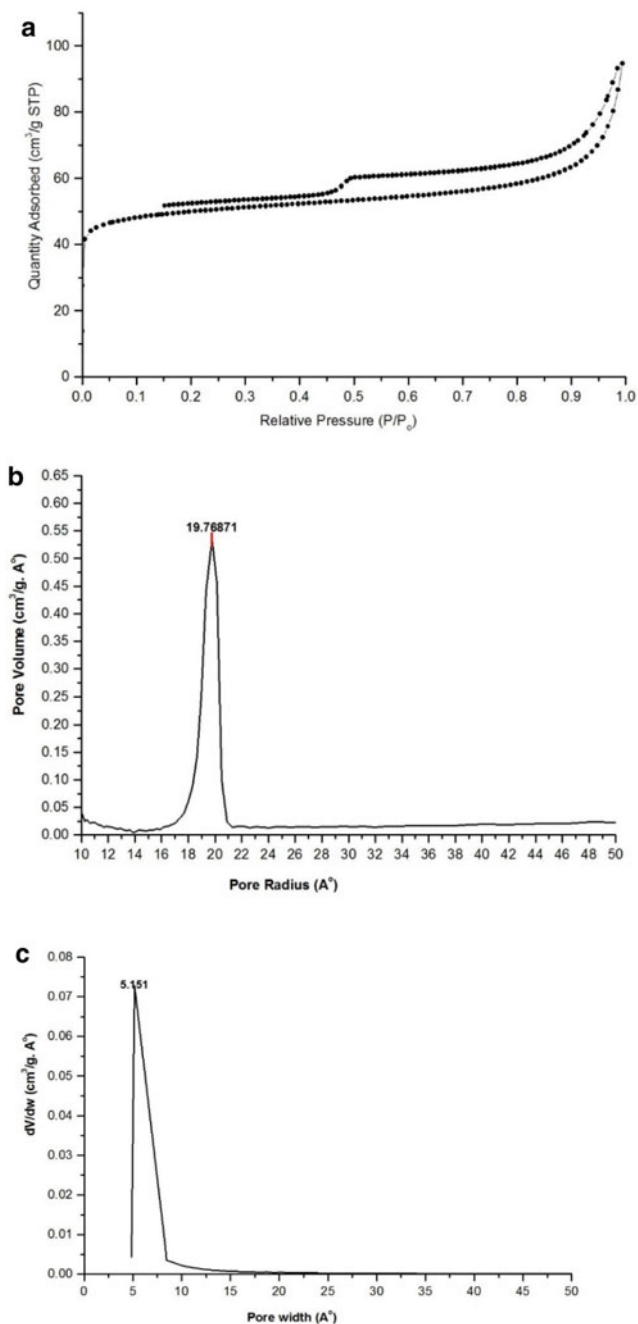 a
Quantity Adsorbed (cm³/g STP)
100
80
60
40
20
0
0.0 0.1 0.2 0.3 0.4 0.5 0.6 0.7 0.8 0.9 1.0
Relative Pressure (P/P₀)
b
Pore Volume (cm³/g. A°)
0.65
0.60
0.55
0.50
0.45
0.40
0.35
0.30
0.25
0.20
0.15
0.10
0.05
0.00
19.76871
10 12 14 16 18 20 22 24 26 28 30 32 34 36 38 40 42 44 46 48 50
Pore Radius (A°)
c
dV/dw (cm³/g. A°)
0.08
0.07
0.06
0.05
0.04
0.03
0.02
0.01
0.00
5.151
0 5 10 15 20 25 30 35 40 45 50
Pore width (A°)